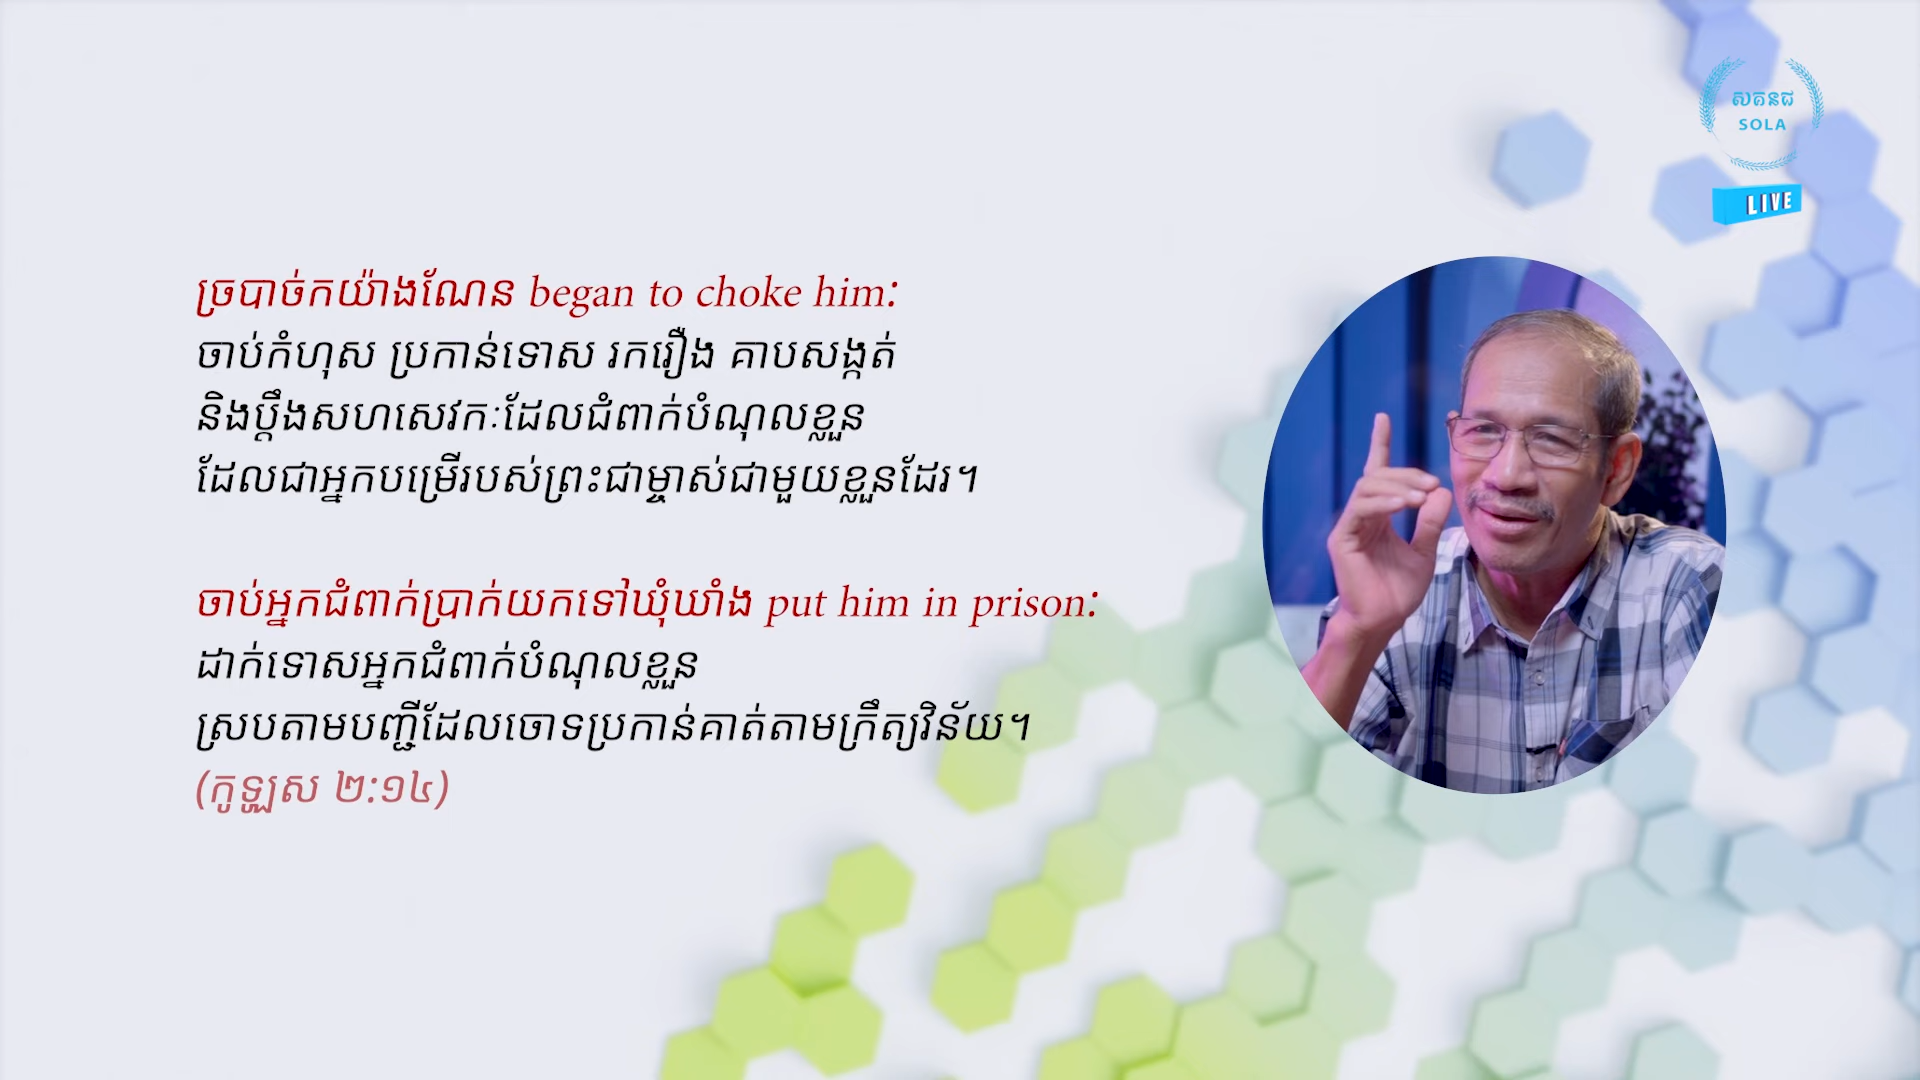 សគនជ
SOLA
LIVE
ច្របាច់កយ៉ាងណែន began to choke him:
ចាប់កំហុស ប្រកាន់ទោស រករឿង គាបសង្កត់
និងប្ដឹងសហសេវកៈដែលជំពាក់បំណុលខ្លួន
ដែលជាអ្នកបម្រើរបស់ព្រះជាម្ចាស់ជាមួយខ្លួនដែរ។
ចាប់អ្នកជំពាក់ប្រាក់យកទៅឃុំឃាំង put him in prison:
ដាក់ទោសអ្នកជំពាក់បំណុលខ្លួន
ស្របតាមបញ្ជីដែលចោទប្រកាន់គាត់តាមក្រឹត្យវិន័យ។
(កូឡូស ២:១៤)